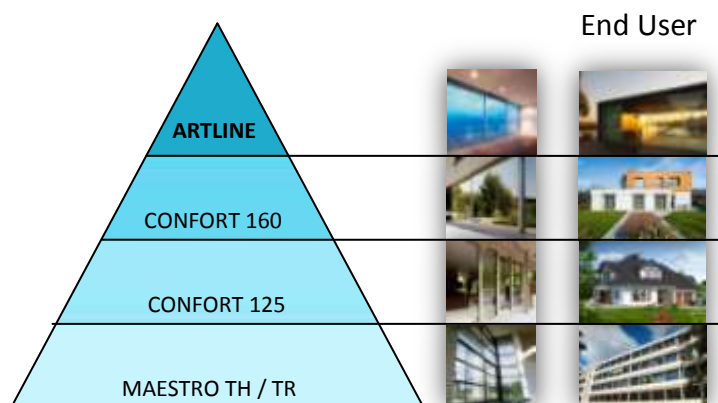 End User
ARTLINE
CONFORT 160
CONFORT 125
MAESTRO TH / TR